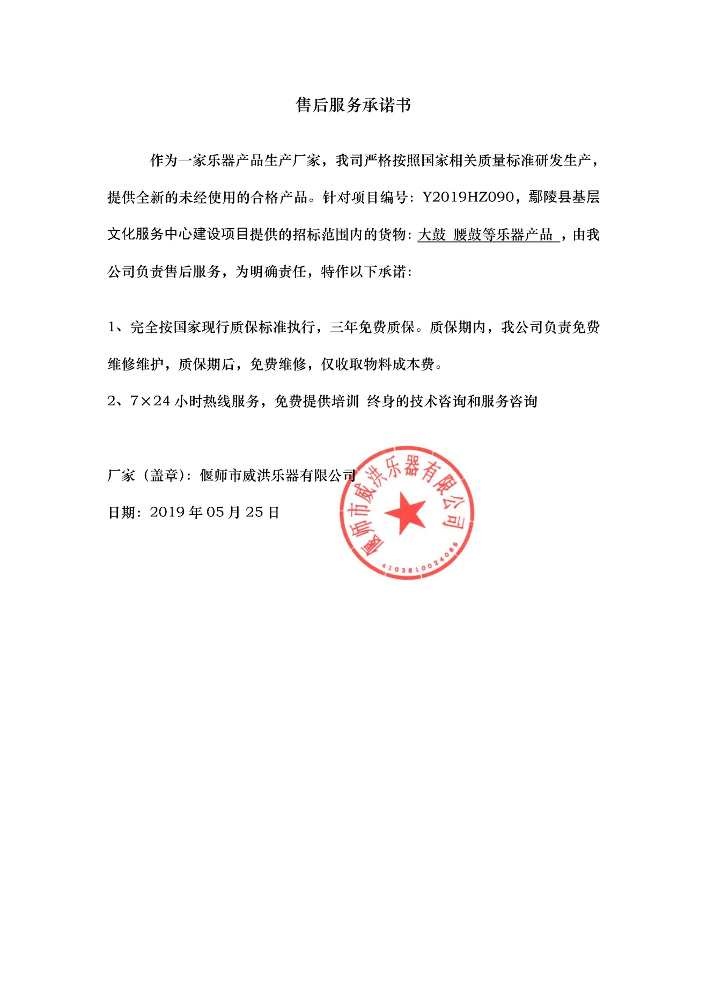 售后服务承诺书
作为一家乐器产品生产厂家，我司严格按照国家相关质量标准研发生产，
提供全新的未经使用的合格产品。针对项目编号：Y2019HZ090，鄢陵县基层
文化服务中心建设项目提供的招标范围内的货物：大鼓 腰鼓等乐器产品 ，由我
公司负责售后服务，为明确责任，特作以下承诺：
1、完全按国家现行质保标准执行，三年免费质保。质保期内，我公司负责免费
维修维护，质保期后，免费维修，仅收取物料成本费。
2、7×24 小时热线服务，免费提供培训 终身的技术咨询和服务咨询
厂家（盖章）：偃师市威洪乐器有限公司
日期：2019 年 05 月 25 日
偃师市威洪乐器有限公司
4103810024066